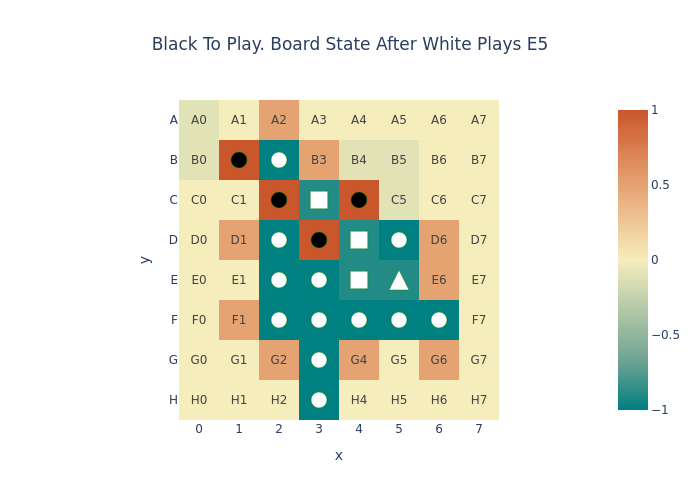 Black To Play. Board State After White Plays E5
A A0 A1 A2 A3 A4 A5 A6 A7 1
B B0 B3 B4 B5 B6 B7
0.5
C C0 C1 C5 C6 C7
D D0 D1 D6 D7
y 0
E E0 E1 E6 E7
F F0 F1 F7 −0.5
G G0 G1 G2 G4 G5 G6 G7
H H0 H1 H2 H4 H5 H6 H7 −1
0 1 2 3 4 5 6 7
x